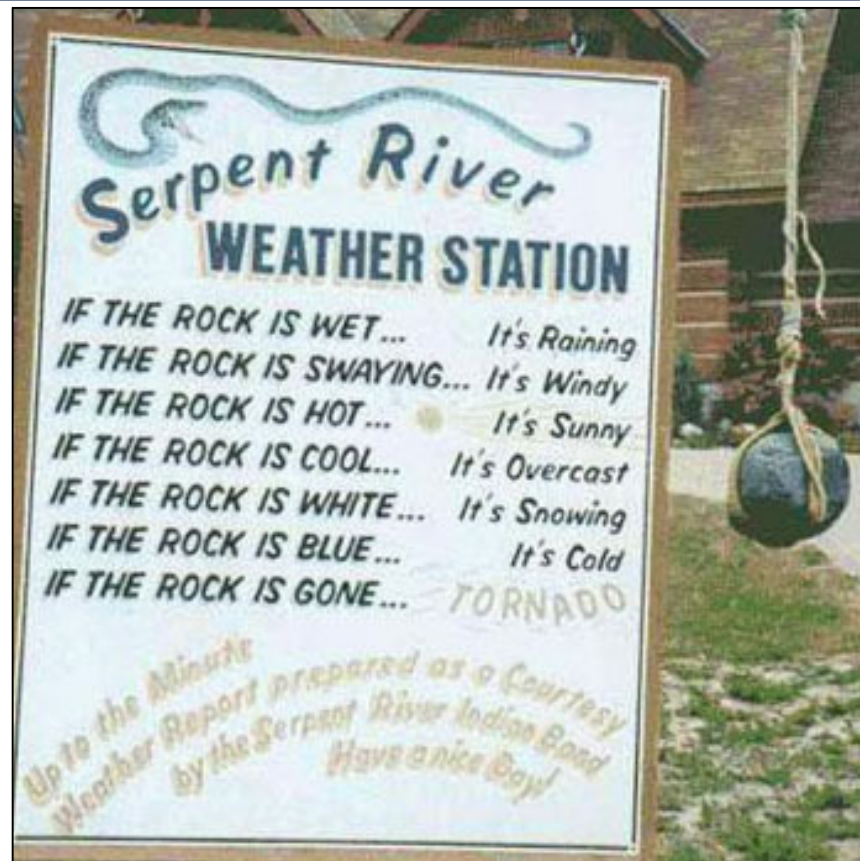 Serpent River
WEATHER STATION
IF THE ROCK IS WET... It's Raining
IF THE ROCK IS SWAYING... It's Windy
IF THE ROCK IS HOT... It's Sunny
IF THE ROCK IS COOL... It's Overcast
IF THE ROCK IS WHITE... It's Snowing
IF THE ROCK IS BLUE... It's Cold
IF THE ROCK IS GONE... TORNADO
Up to the Minute
Weather Report prepared as a Courtesy
by the Serpent River Indian Band
Have a nice Day!